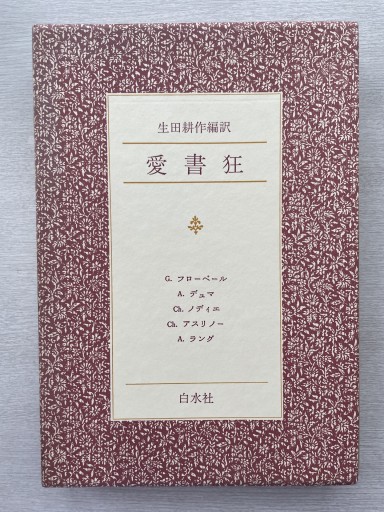 生田耕作編訳
愛書狂
G. フローベール
A. デュマ
Ch. ノディエ
Ch. アスリノー
A. ラング
白水社